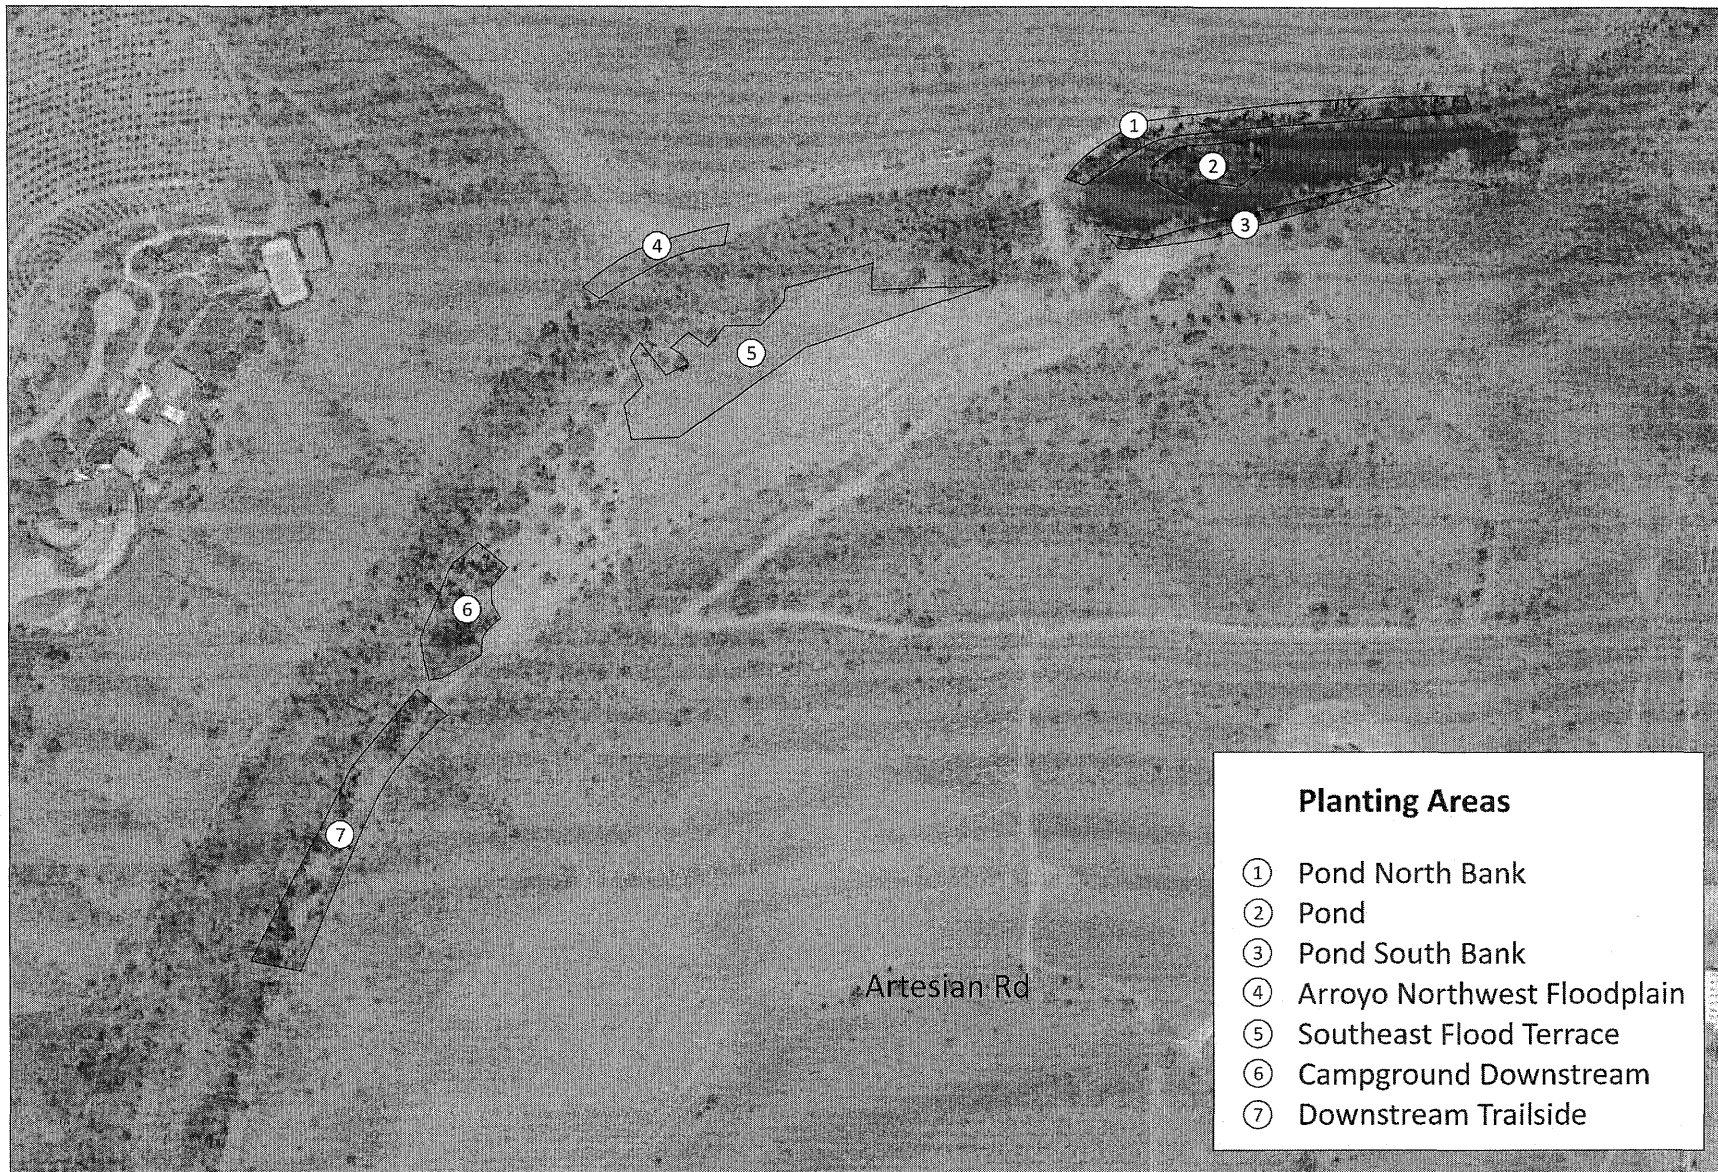 1
2
3
4
5
6
7
Artesian Rd
Planting Areas
1 Pond North Bank
2 Pond
3 Pond South Bank
4 Arroyo Northwest Floodplain
5 Southeast Flood Terrace
6 Campground Downstream
7 Downstream Trailside